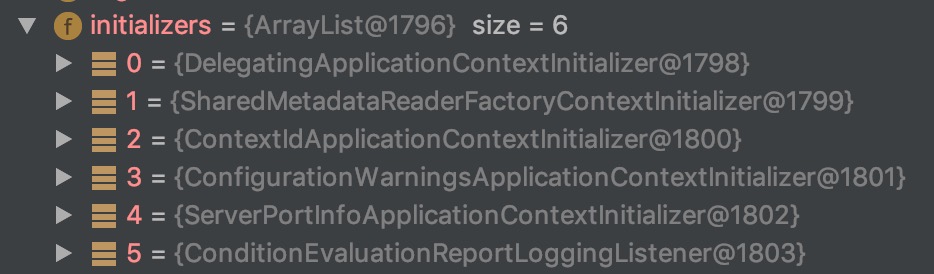 f initializers = {ArrayList@1796} size = 6
0 = {DelegatingApplicationContextInitializer@1798}
1 = {SharedMetadataReaderFactoryContextInitializer@1799}
2 = {ContextIdApplicationContextInitializer@1800}
3 = {ConfigurationWarningsApplicationContextInitializer@1801}
4 = {ServerPortInfoApplicationContextInitializer@1802}
5 = {ConditionEvaluationReportLoggingListener@1803}